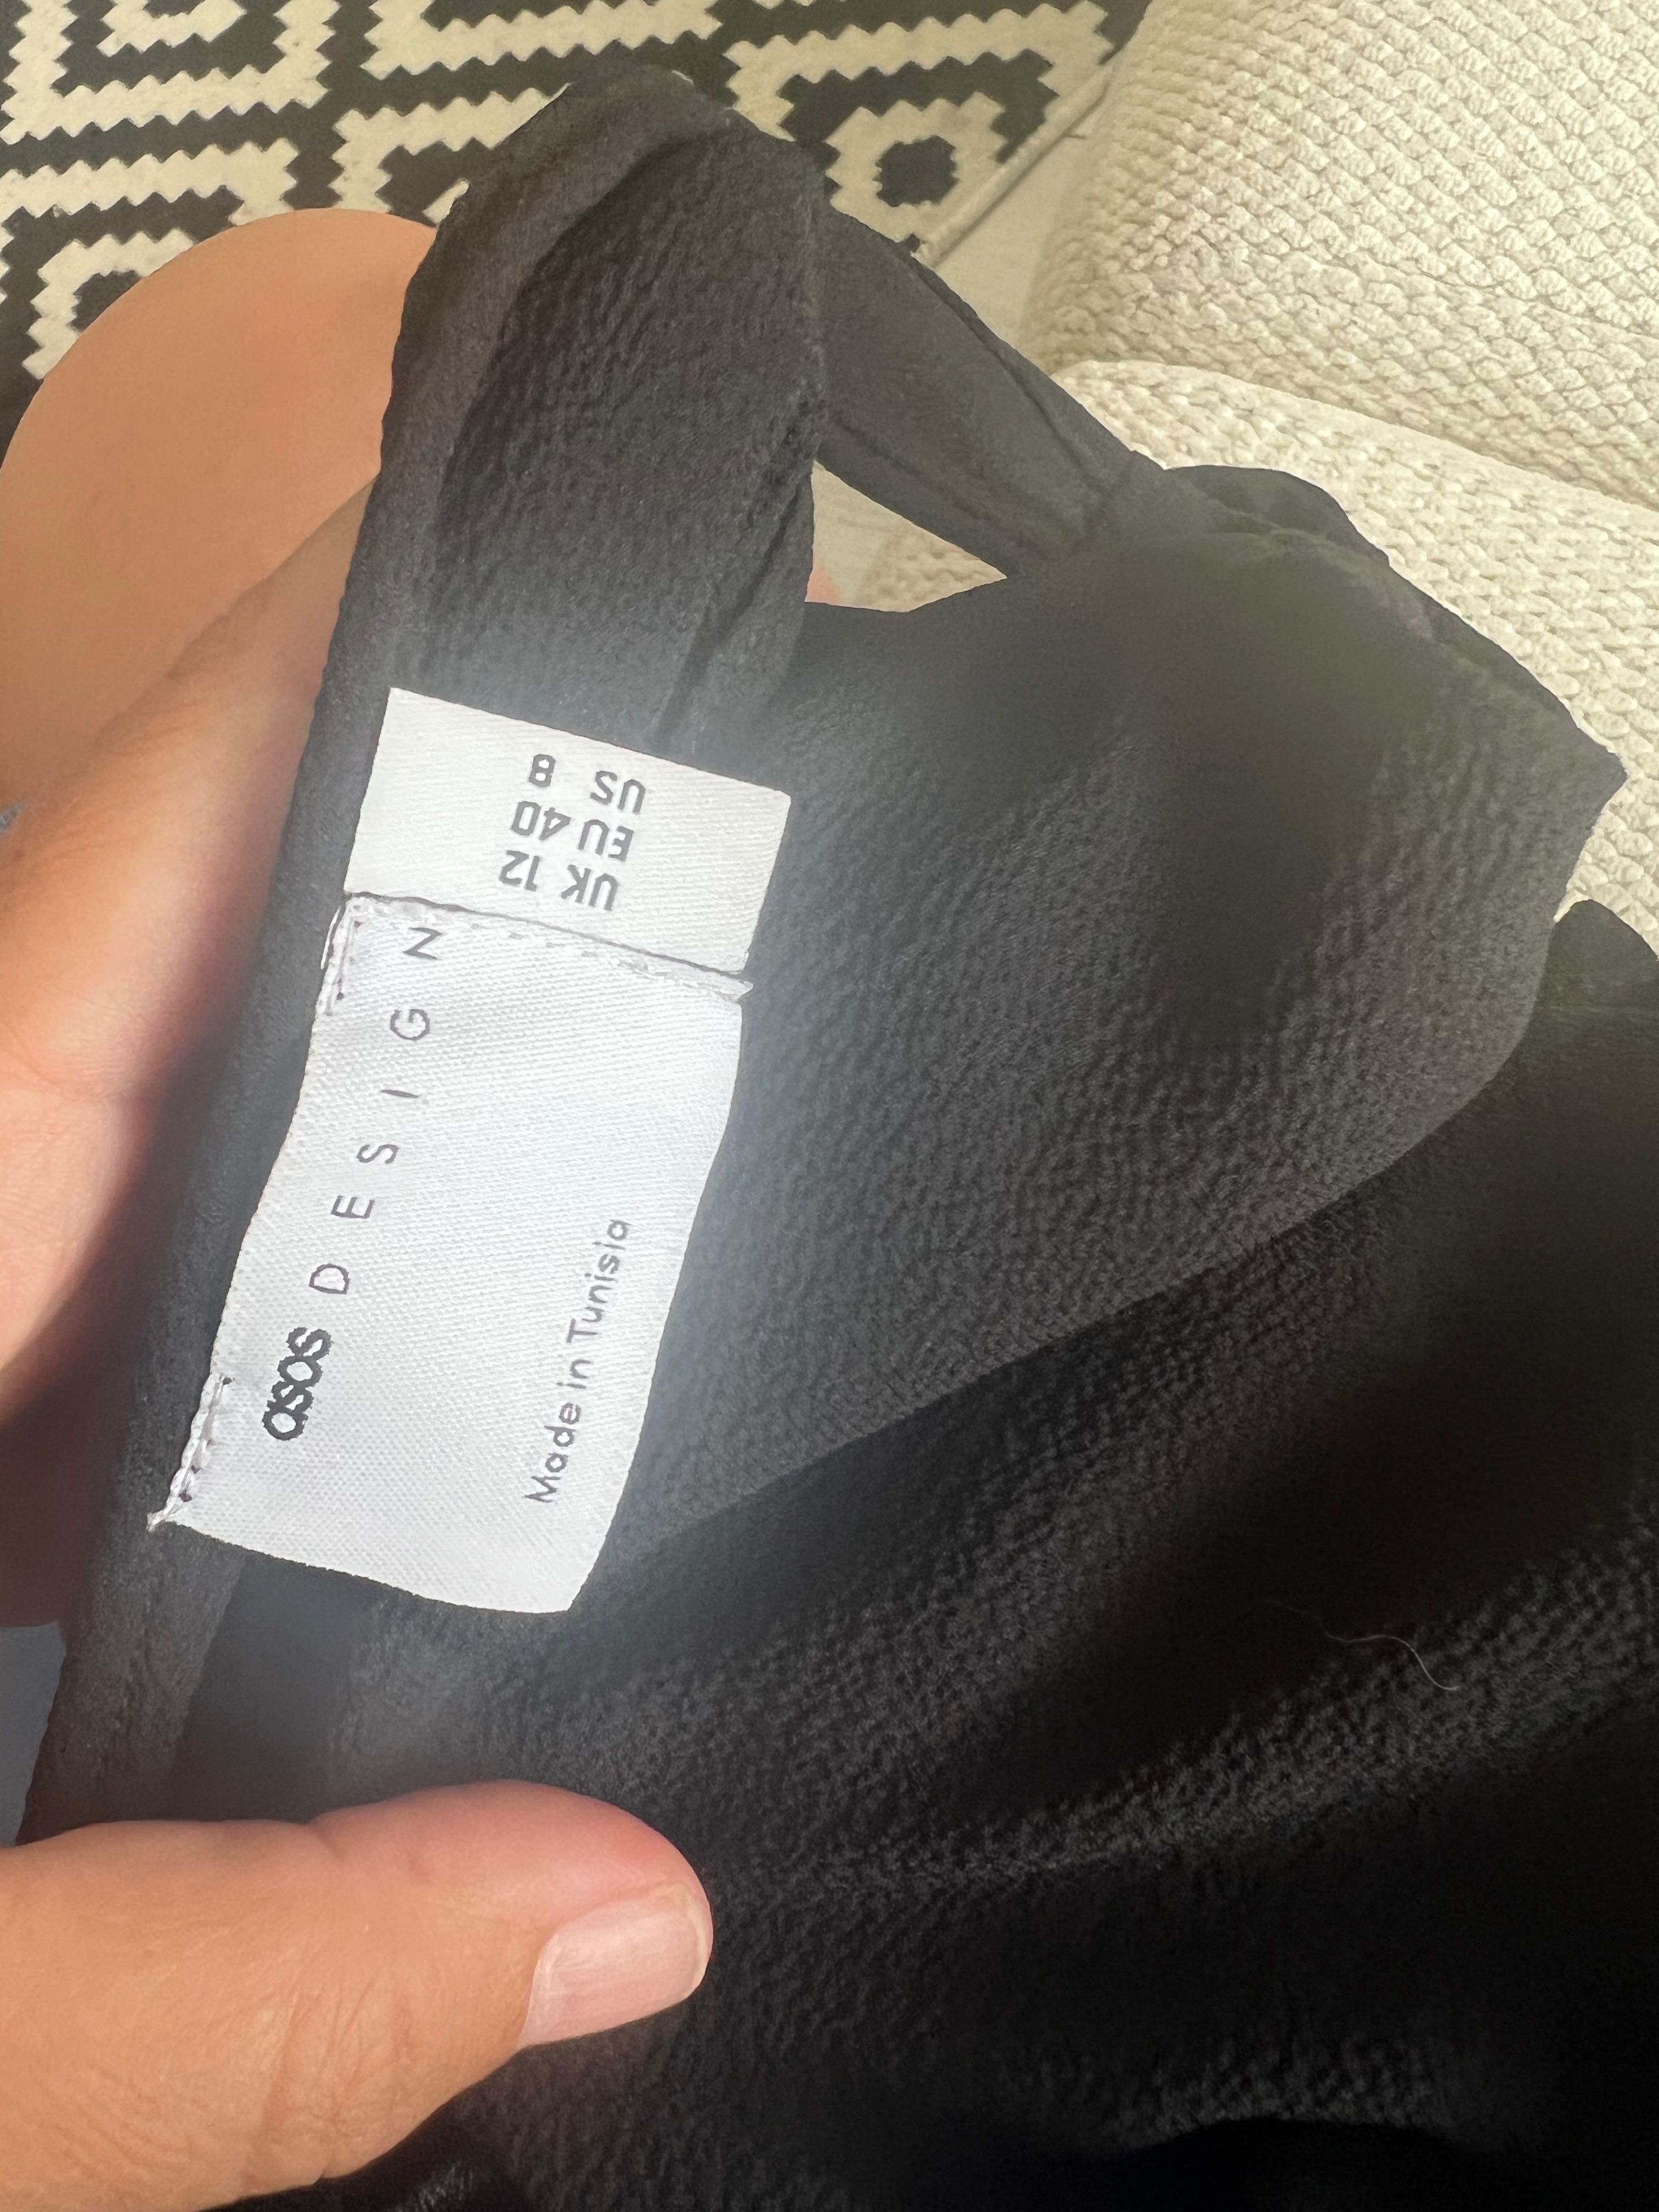 asos DESIGN
Made in Tunisia
UK 12
EU 40
US 8